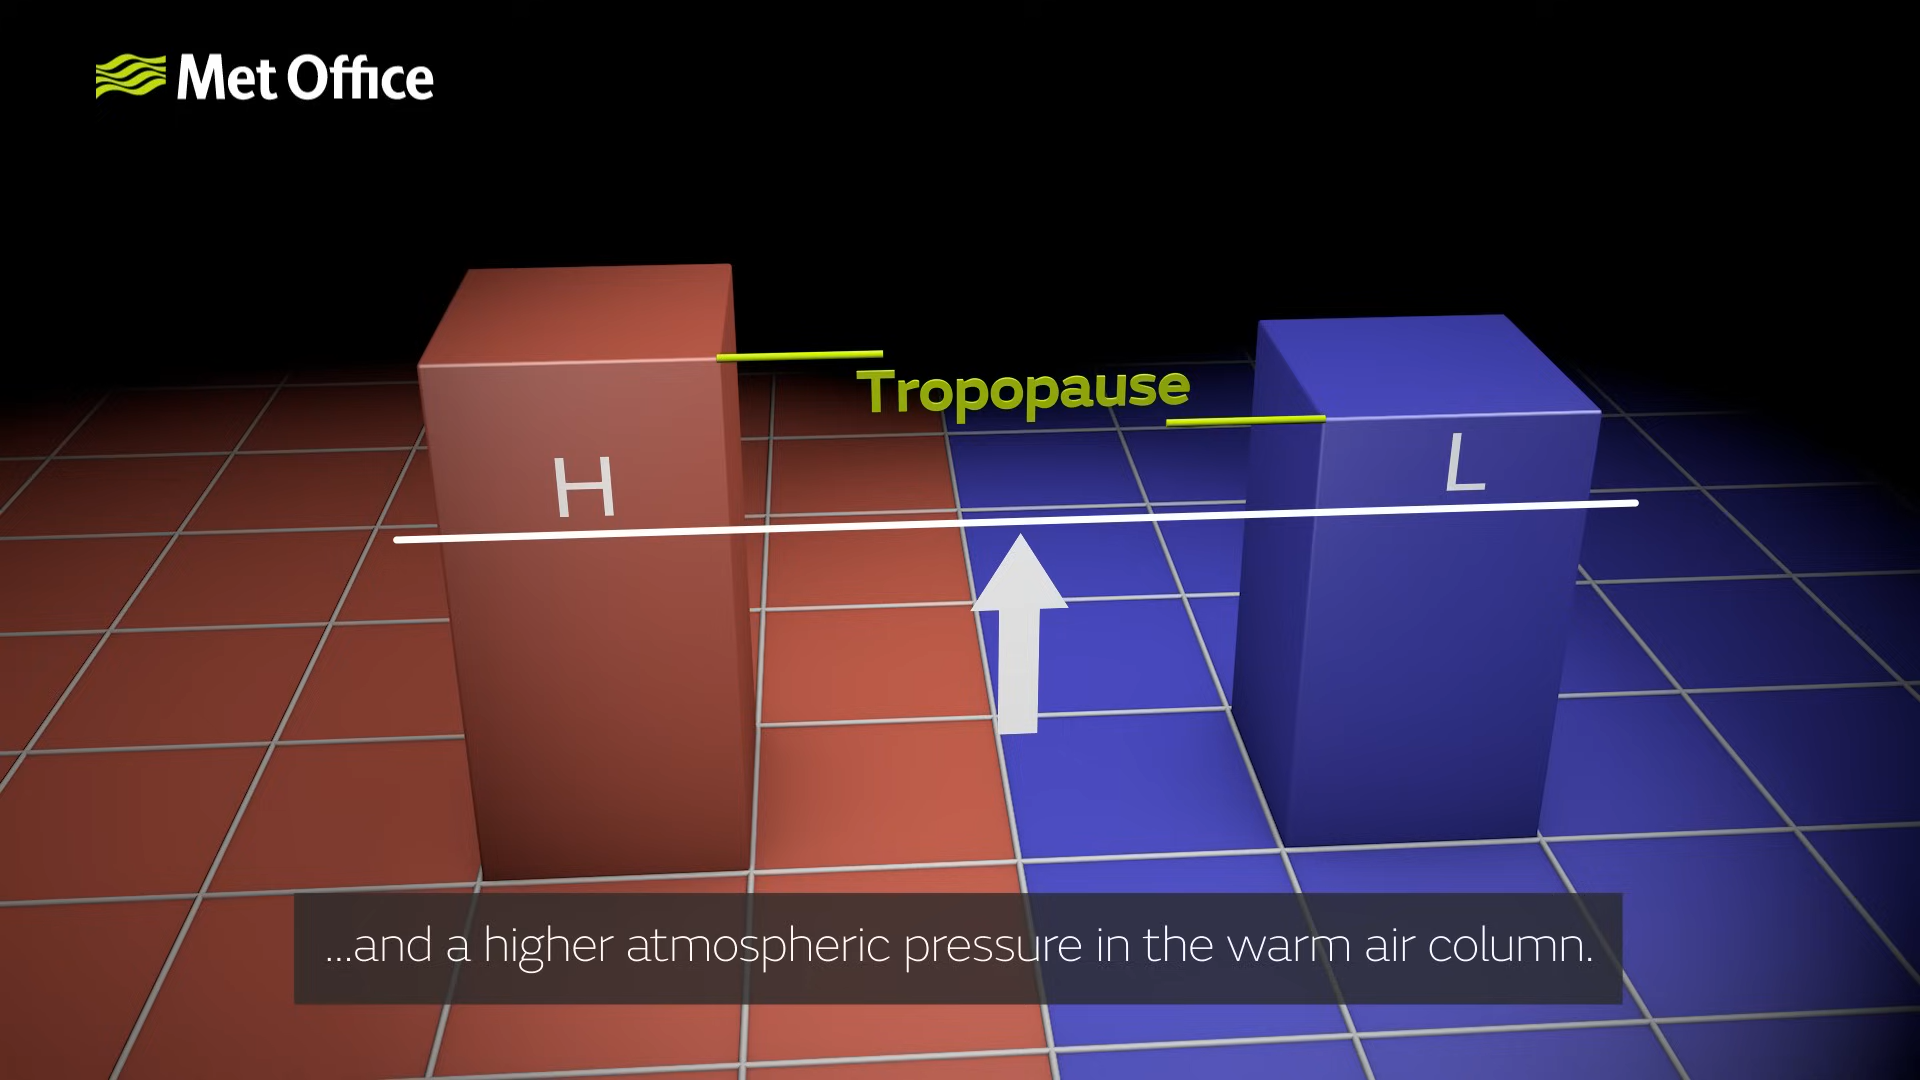 Met Office
Tropopause
H
L
...and a higher atmospheric pressure in the warm air column.